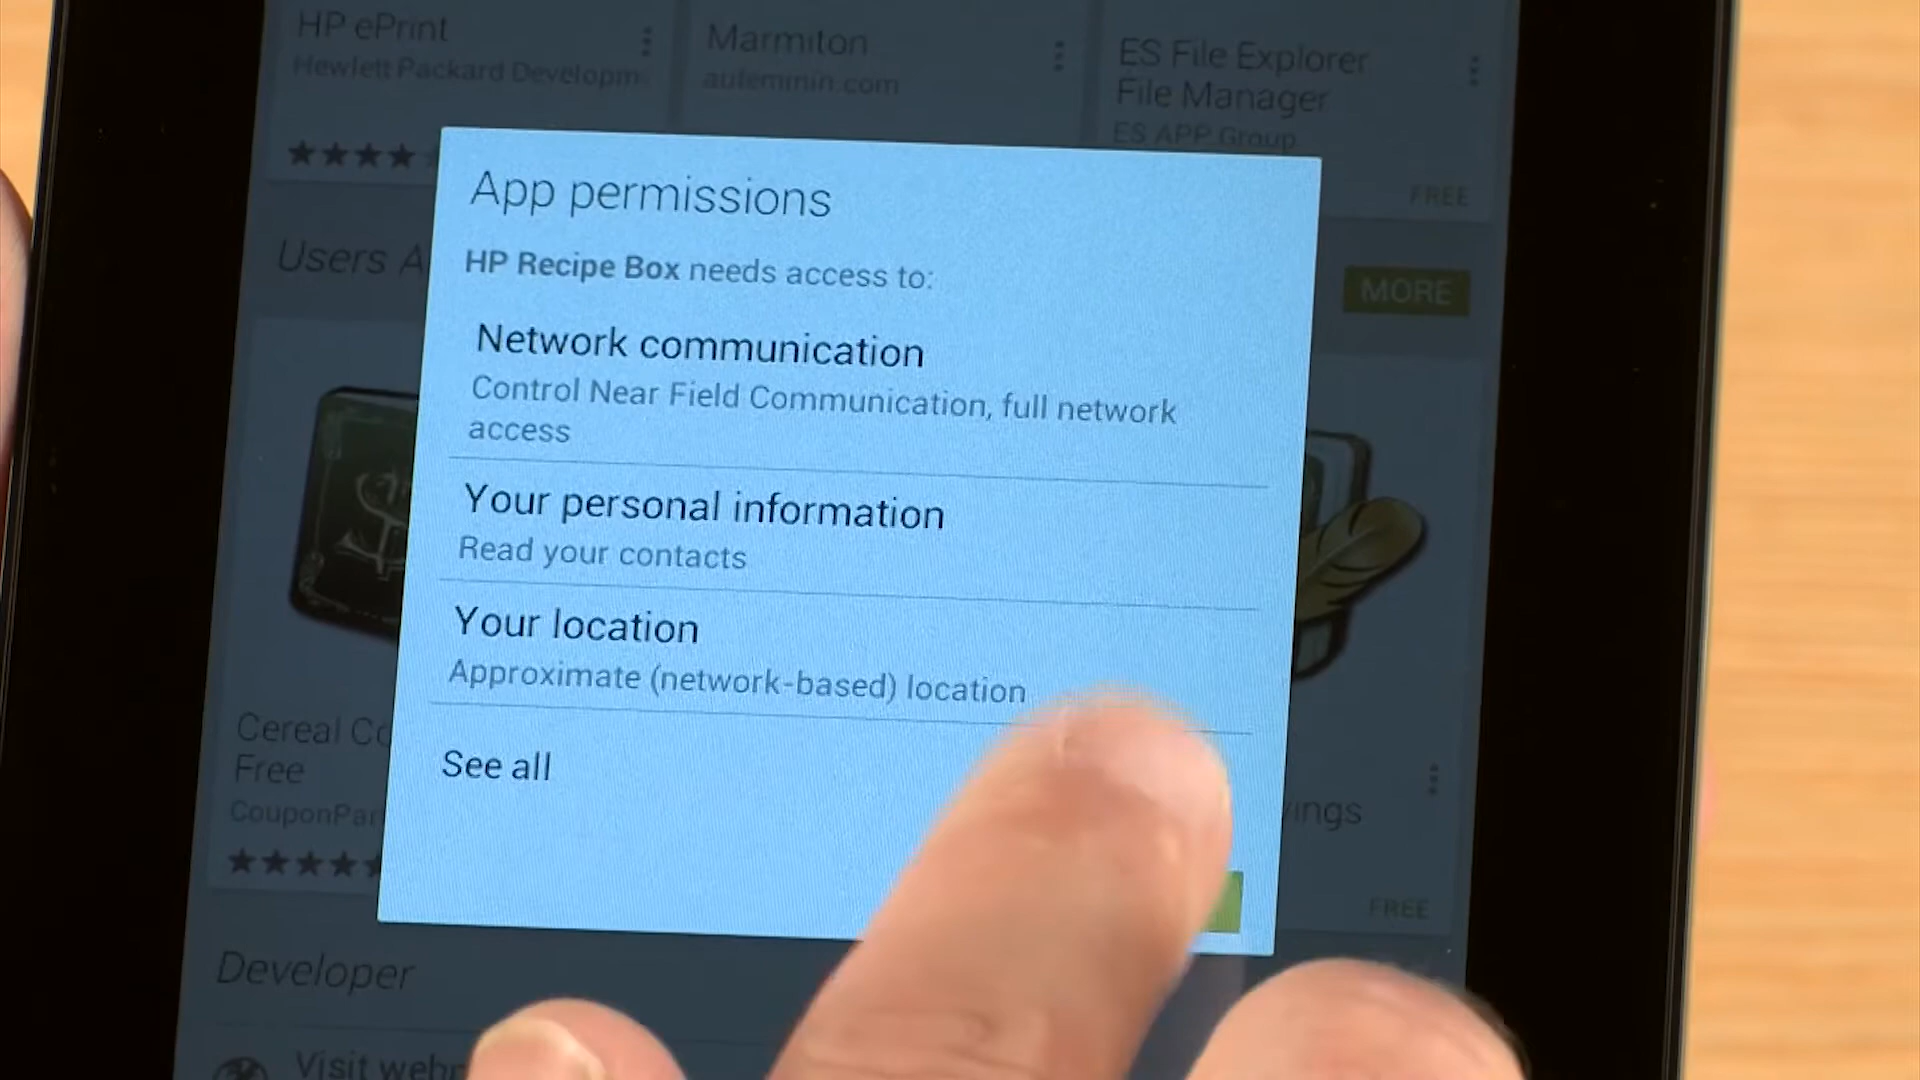 HP ePrint
Hewlett Packard Developm
Marmiton
aufeminin.com
ES File Explorer
File Manager
ES APP Group
FREE
App permissions
HP Recipe Box needs access to:
Network communication
Control Near Field Communication, full network
access
Your personal information
Read your contacts
Your location
Approximate (network-based) location
See all
Users A
MORE
Cereal Co
Free
CouponPar
ings
FREE
Developer
Visit webp